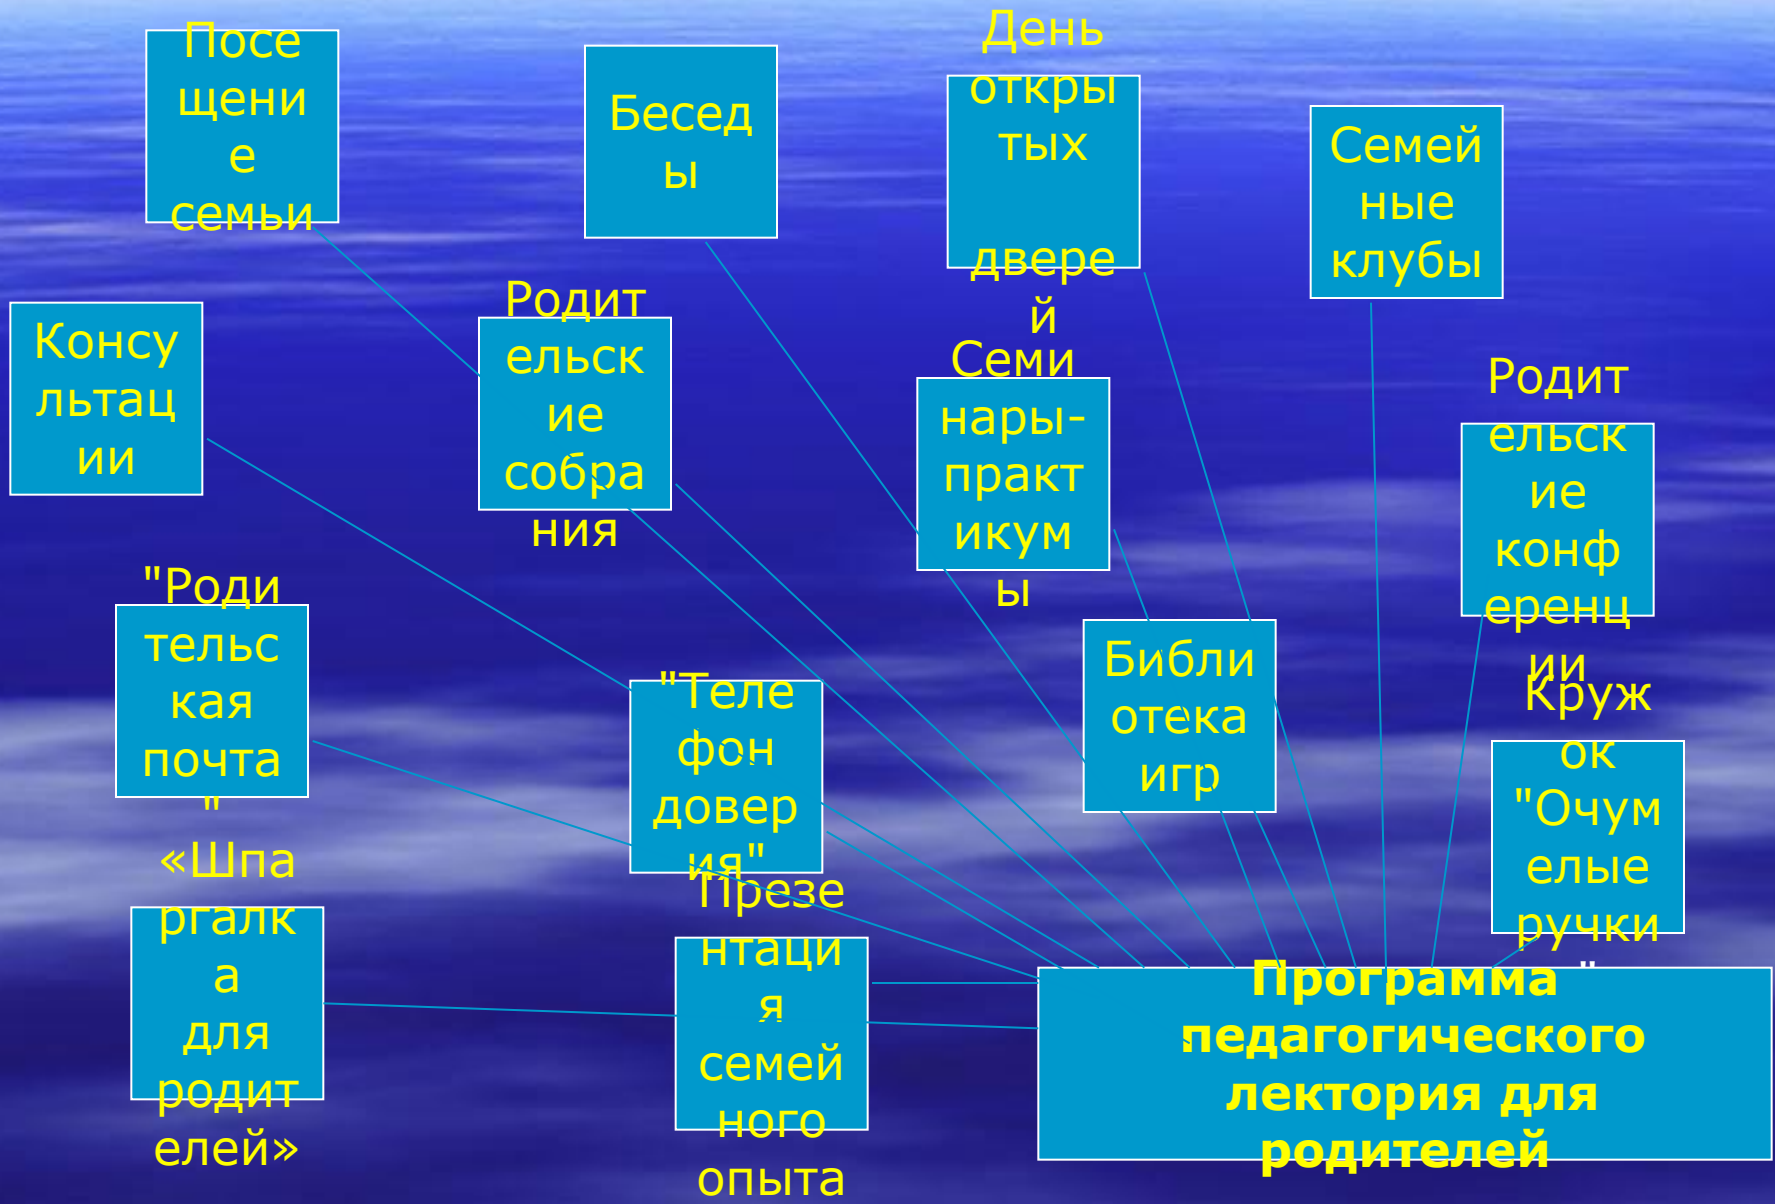 Посе
щени
е
семьи
Бесед
ы
День
откры
тых
двере
й
Семей
ные
клубы
Консу
льтац
ии
Родит
ельск
ие
собра
ния
Семи
нары-
практ
икум
ы
Родит
ельск
ие
конф
еренц
ии
"Роди
тельс
кая
почта
"
"Теле
фон
довер
ия"
Библи
отека
игр
Круж
ок
"Очум
елые
ручки
"
«Шпа
ргалк
а
для
родит
елей»
Презе
нтаци
я
семей
ного
опыта
Программа
педагогического
лектория для
родителей